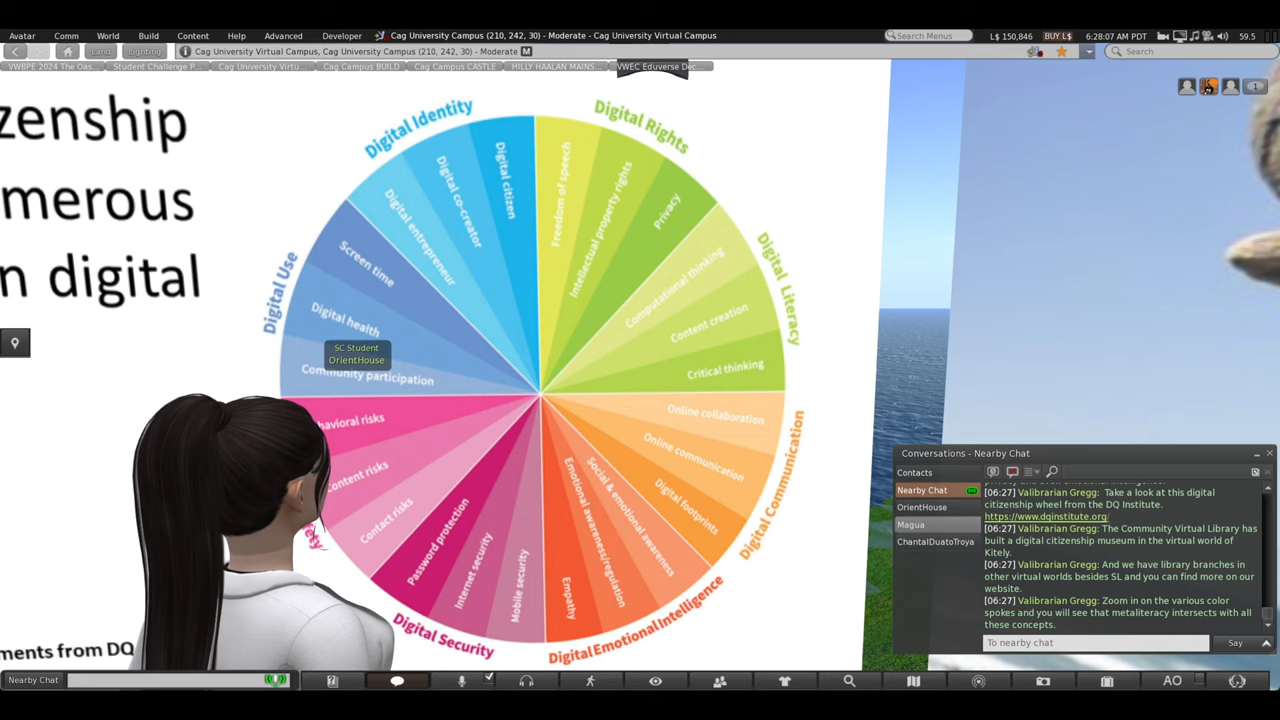 Avatar Comm World Build Content Help Advanced Developer Cag University Virtual Campus, Cag University Campus (210, 242, 30) - Moderate - Cag University Virtual Campus Search Menus L$ 150,846 BUY L$ 6:28:07 AM PDT 59.5
Land Lighting Cag University Virtual Campus, Cag University Campus (210, 242, 30) - Moderate M Search
VWBPE 2024 The Oas... Student Challenge P... Cag University Virtu... Cag Campus BUILD Cag Campus CASTLE HILLY HAALAN MAINS... VWEC Eduverse Dec...
1
zenship
merous
n digital
Digital Identity
Digital entrepreneur
Digital co-creator
Digital citizen
Digital Rights
Freedom of speech
Intellectual property rights
Privacy
Digital Literacy
Computational thinking
Content creation
Critical thinking
Digital Communication
Online collaboration
Online communication
Digital footprints
Digital Emotional Intelligence
Social & emotional awareness
Emotional awareness/regulation
Empathy
Digital Security
Mobile security
Internet security
Password protection
ety
Contact risks
Content risks
havioral risks
Digital Use
Community participation
Digital health
Screen time
SC Student
OrientHouse
ments from DQ
Conversations - Nearby Chat
Contacts
Nearby Chat
OrientHouse
Magua
ChantalDuatoTroya
[06:27] Valibrarian Gregg: Take a look at this digital
citizenship wheel from the DQ Institute.
https://www.dqinstitute.org/
[06:27] Valibrarian Gregg: The Community Virtual Library has
built a digital citizenship museum in the virtual world of
Kitely.
[06:27] Valibrarian Gregg: And we have library branches in
other virtual worlds besides SL and you can find more on our
website.
[06:27] Valibrarian Gregg: Zoom in on the various color
spokes and you will see that metaliteracy intersects with all
these concepts.
To nearby chat Say
Nearby Chat AO